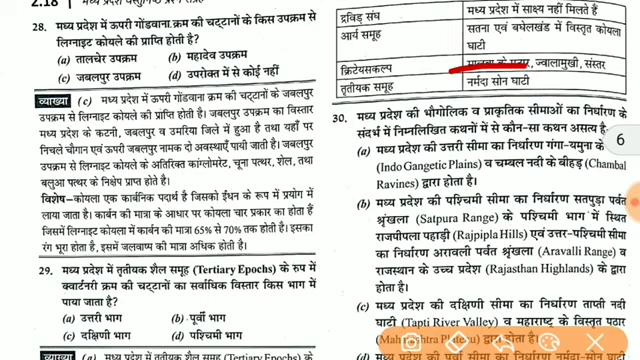 2.18
28. मध्य प्रदेश में ऊपरी गोंडवाना क्रम की चट्टानों के किस उपक्रम से
लिग्नाइट कोयले की प्राप्ति होती है?
(a) तालचेर उपक्रम (b) महादेव उपक्रम
(c) जबलपुर उपक्रम (d) उपरोक्त में से कोई नहीं
व्याख्या (c) मध्य प्रदेश में ऊपरी गोंडवाना क्रम की चट्टानों के जबलपुर
उपक्रम से लिग्नाइट कोयले की प्राप्ति होती है। जबलपुर उपक्रम का विस्तार
मध्य प्रदेश के कटनी, जबलपुर व उमरिया जिले में हुआ है तथा यहाँ पर
निचले चौगान एवं ऊपरी जबलपुर नामक दो अवस्थाएँ पायी जाती हैं।
जबलपुर उपक्रम से लिग्नाइट कोयले के अतिरिक्त कांग्लोमरेट, चूना पत्थर, शेल, तथा
बलुआ पत्थर के निक्षेप प्राप्त होते है।
विशेष– कोयला एक कार्बनिक पदार्थ है जिसको ईंधन के रूप में प्रयोग में
लाया जाता है। कार्बन की मात्रा के आधार पर कोयला चार प्रकार का होता हैं
जिसमें लिग्नाइट कोयला में कार्बन की मात्रा 65% से 70% तक होती है। इसका
रंग भूरा होता है, इसमें जलवाष्प की मात्रा अधिक होती है।
29. मध्य प्रदेश में तृतीयक शैल समूह (Tertiary Epochs) के रूप में
क्वार्टनरी क्रम की चट्टानों का सर्वाधिक विस्तार किस भाग में
पाया जाता है?
(a) उत्तरी भाग (b) पूर्वी भाग
(c) दक्षिणी भाग (d) पश्चिमी भाग
द्रविड़ संघ मध्य प्रदेश में साक्ष्य नहीं मिलते हैं
आर्य समूह सतना एवं बघेलखंड में विस्तृत कोयला
घाटी
क्रिटेयसकल्प ज्वालामुखी, संस्तर
तृतीयक समूह नर्मदा सोन घाटी
30. मध्य प्रदेश की भौगोलिक व प्राकृतिक सीमाओं का निर्धारण के
संदर्भ में निम्नलिखित कथनों में से कौन-सा कथन असत्य है
6
(a) मध्य प्रदेश की उत्तरी सीमा का निर्धारण गंगा-यमुना के
(Indo Gangetic Plains) व चम्बल नदी के बीहड़ (Chambal
Ravines) द्वारा होता है।
(b) मध्य प्रदेश की पश्चिमी सीमा का निर्धारण सतपुड़ा पर्वत
श्रृंखला (Satpura Range) के पश्चिमी भाग में स्थित
राजपीपला पहाड़ी (Rajpipla Hills) एवं उत्तर-पश्चिमी सीमा
का निर्धारण अरावली पर्वत श्रृंखला (Aravalli Range) व
राजस्थान के उच्च प्रदेश (Rajasthan Highlands) के द्वारा
होता है।
(c) मध्य प्रदेश की दक्षिणी सीमा का निर्धारण ताप्ती नदी
घाटी (Tapti River Valley) व महाराष्ट्र के विस्तृत पठार
द्वारा होता है।